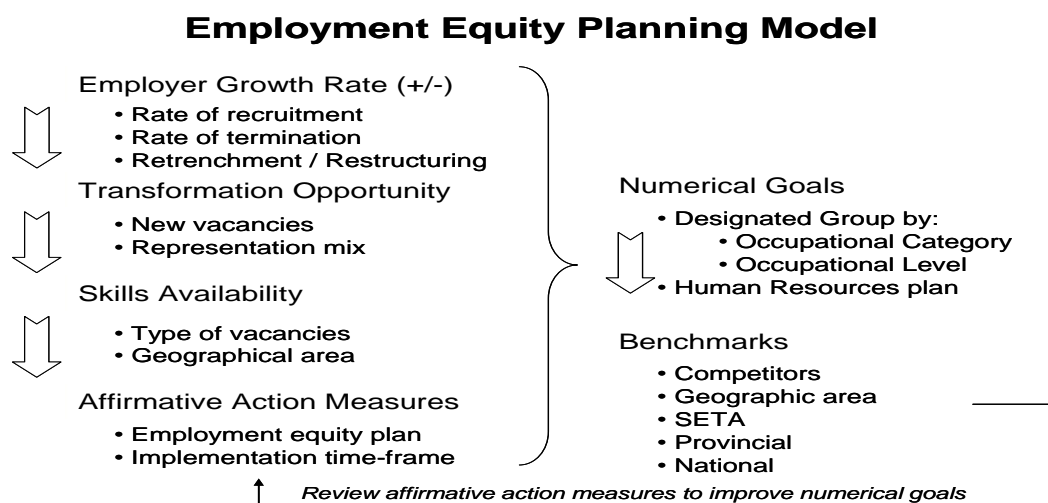 Employment Equity Planning Model
Employer Growth Rate (+/-)
• Rate of recruitment
• Rate of termination
• Retrenchment / Restructuring
Transformation Opportunity
• New vacancies
• Representation mix
Skills Availability
• Type of vacancies
• Geographical area
Affirmative Action Measures
• Employment equity plan
• Implementation time-frame
Numerical Goals
• Designated Group by:
• Occupational Category
• Occupational Level
• Human Resources plan
Benchmarks
• Competitors
• Geographic area
• SETA
• Provincial
• National
Review affirmative action measures to improve numerical goals